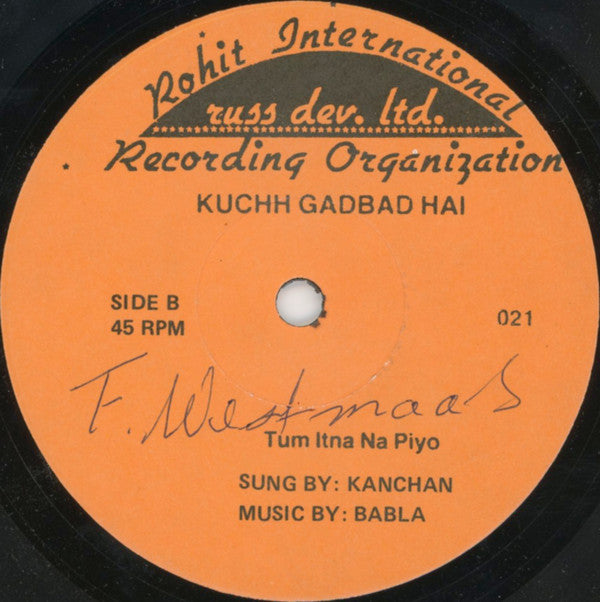 Rohit International
russ dev. ltd.
Recording Organization
KUCHH GADBAD HAI
SIDE B
45 RPM
021
F. Westmaas
Tum Itna Na Piyo
SUNG BY: KANCHAN
MUSIC BY: BABLA